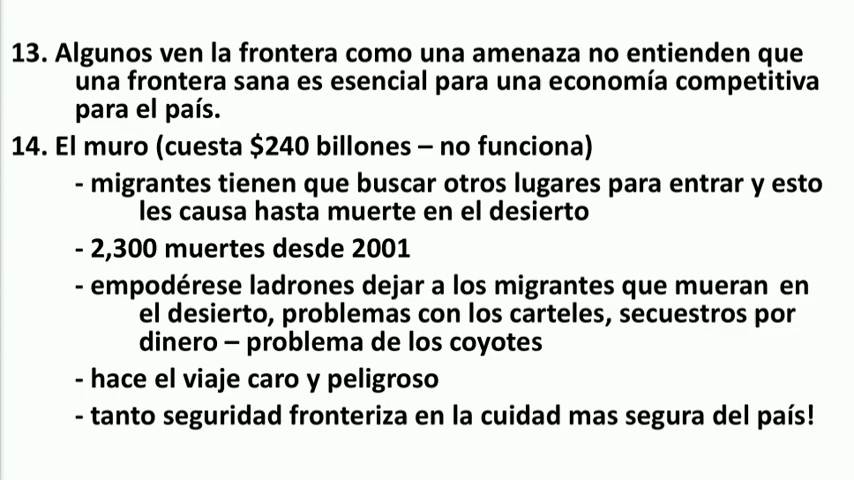 13. Algunos ven la frontera como una amenaza no entienden que
una frontera sana es esencial para una economía competitiva
para el país.
14. El muro (cuesta $240 billones – no funciona)
- migrantes tienen que buscar otros lugares para entrar y esto
les causa hasta muerte en el desierto
- 2,300 muertes desde 2001
- empodérese ladrones dejar a los migrantes que mueran en
el desierto, problemas con los carteles, secuestros por
dinero – problema de los coyotes
- hace el viaje caro y peligroso
- tanto seguridad fronteriza en la cuidad mas segura del país!